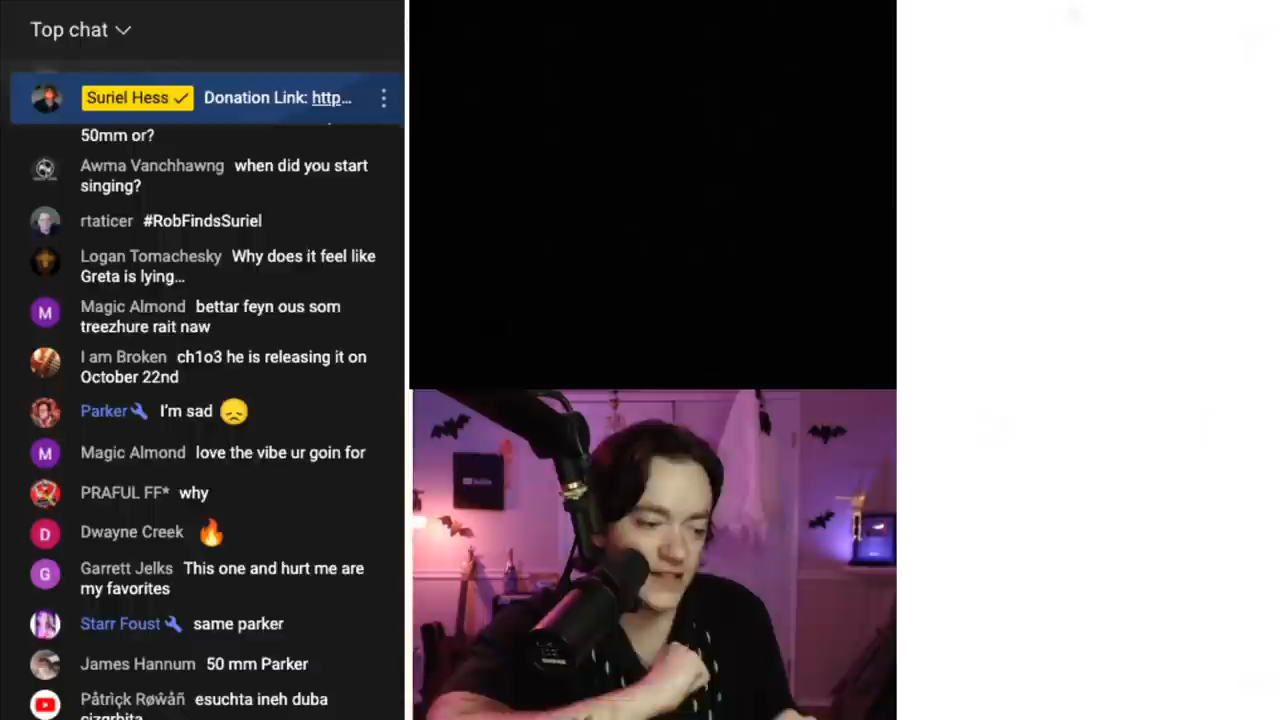 Top chat
Suriel Hess Donation Link: http...
50mm or?
Awma Vanchhawng when did you start
singing?
rtaticer #RobFindsSuriel
Logan Tomachesky Why does it feel like
Greta is lying...
Magic Almond bettar feyn ous som
treezhure rait naw
I am Broken ch1o3 he is releasing it on
October 22nd
Parker I'm sad 😞
Magic Almond love the vibe ur goin for
PRAFUL FF* why
Dwayne Creek 🔥
Garrett Jelks This one and hurt me are
my favorites
Starr Foust same parker
James Hannum 50 mm Parker
Påtrìçk Røwåñ esuchta ineh duba